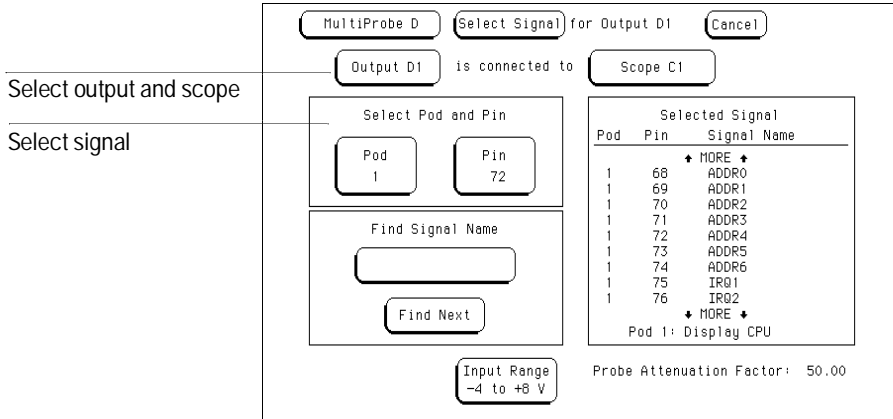 MultiProbe D Select Signal for Output D1 Cancel
Output D1 is connected to Scope C1
Select output and scope
Select signal
Select Pod and Pin
Pod
1
Pin
72
Find Signal Name
Find Next
Selected Signal
Pod Pin Signal Name
MORE
1 68 ADDR0
1 69 ADDR1
1 70 ADDR2
1 71 ADDR3
1 72 ADDR4
1 73 ADDR5
1 74 ADDR6
1 75 IRQ1
1 76 IRQ2
MORE
Pod 1: Display CPU
Input Range
-4 to +8 V
Probe Attenuation Factor: 50.00